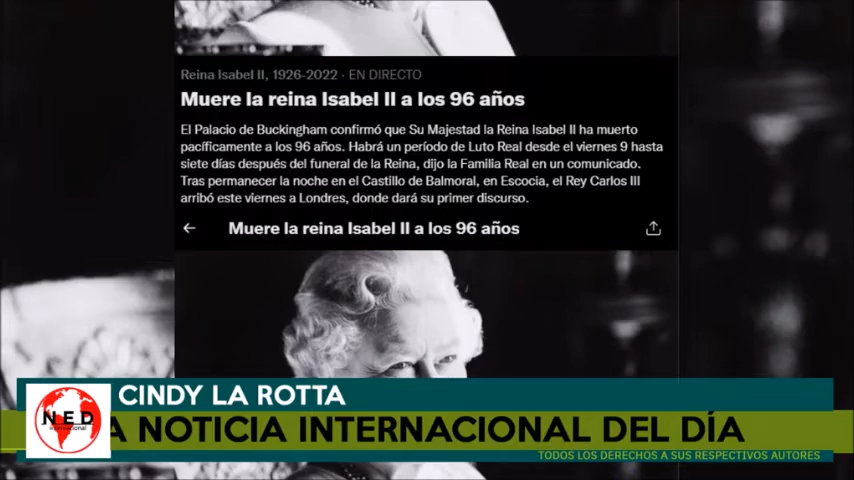 Reina Isabel II, 1926-2022 · EN DIRECTO
Muere la reina Isabel II a los 96 años
El Palacio de Buckingham confirmó que Su Majestad la Reina Isabel II ha muerto
pacíficamente a los 96 años. Habrá un período de Luto Real desde el viernes 9 hasta
siete días después del funeral de la Reina, dijo la Familia Real en un comunicado.
Tras permanecer la noche en el Castillo de Balmoral, en Escocia, el Rey Carlos III
arribó este viernes a Londres, donde dará su primer discurso.
Muere la reina Isabel II a los 96 años
CINDY LA ROTTA
NED
international
A NOTICIA INTERNACIONAL DEL DÍA
TODOS LOS DERECHOS A SUS RESPECTIVOS AUTORES